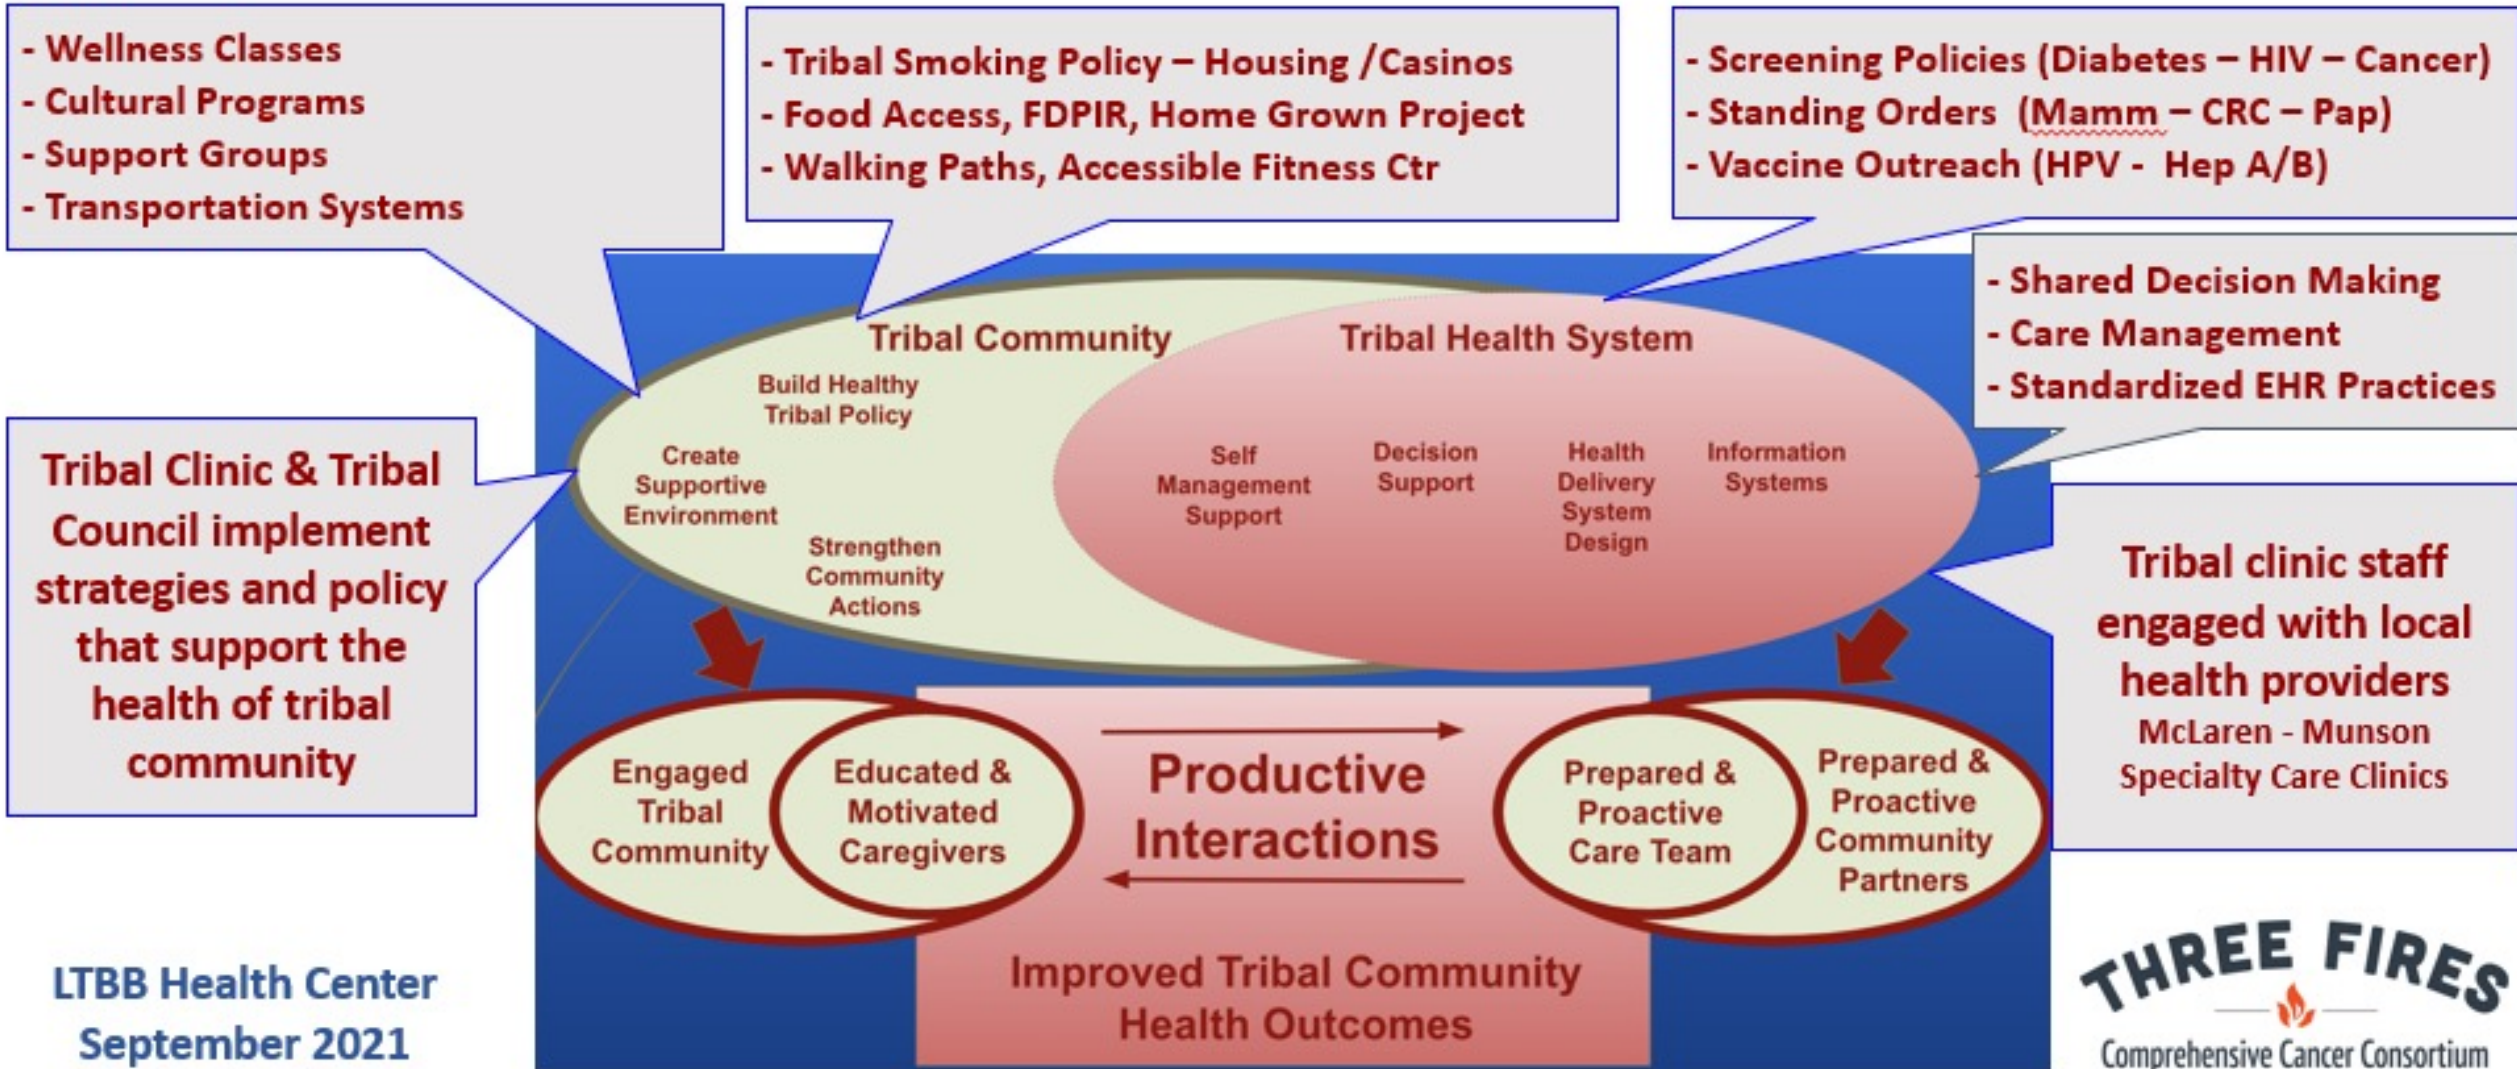 - Wellness Classes
- Cultural Programs
- Support Groups
- Transportation Systems
- Tribal Smoking Policy – Housing /Casinos
- Food Access, FDPIR, Home Grown Project
- Walking Paths, Accessible Fitness Ctr
- Screening Policies (Diabetes – HIV – Cancer)
- Standing Orders (Mamm – CRC – Pap)
- Vaccine Outreach (HPV - Hep A/B)
- Shared Decision Making
- Care Management
- Standardized EHR Practices
Tribal Clinic & Tribal
Council implement
strategies and policy
that support the
health of tribal
community
Tribal Community
Build Healthy
Tribal Policy
Create
Supportive
Environment
Strengthen
Community
Actions
Tribal Health System
Self
Management
Support
Decision
Support
Health
Delivery
System
Design
Information
Systems
Tribal clinic staff
engaged with local
health providers
McLaren - Munson
Specialty Care Clinics
Engaged
Tribal
Community
Educated &
Motivated
Caregivers
Productive
Interactions
Prepared &
Proactive
Care Team
Prepared &
Proactive
Community
Partners
Improved Tribal Community
Health Outcomes
LTBB Health Center
September 2021
THREE FIRES
Comprehensive Cancer Consortium